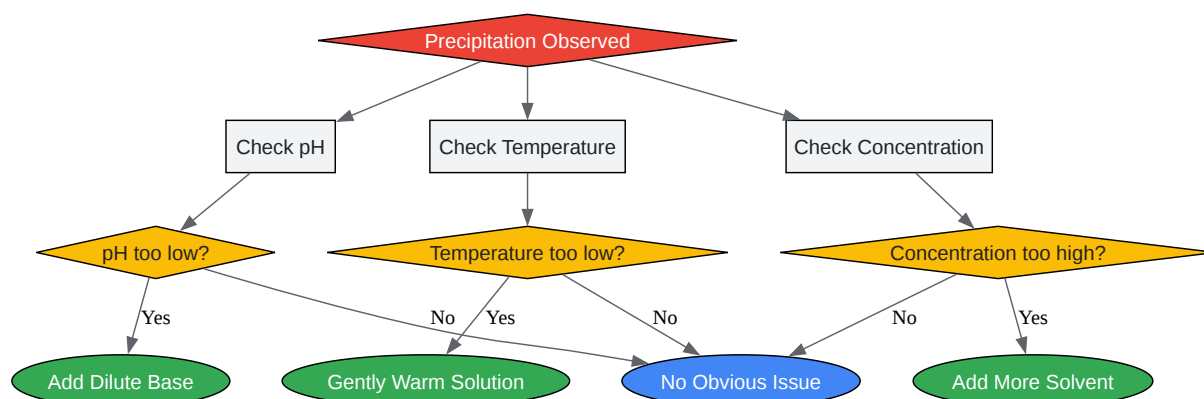 Precipitation Observed
Check pH
Check Temperature
Check Concentration
pH too low?
Temperature too low?
Concentration too high?
Yes
No
Yes
No
No
Yes
Add Dilute Base
Gently Warm Solution
No Obvious Issue
Add More Solvent